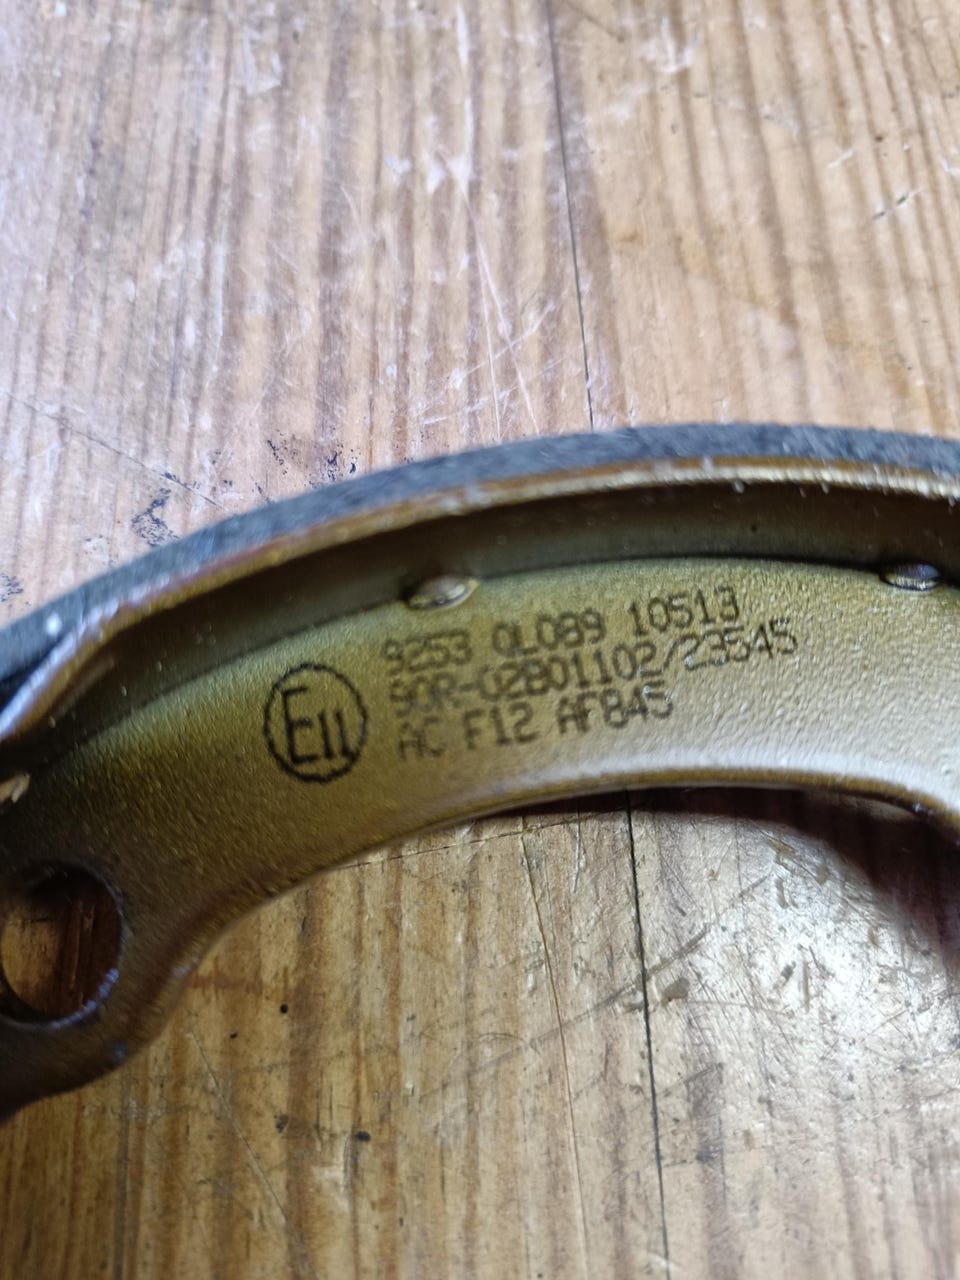 E11
9253 QL089 10513
90R-02B01102/23545
AC F12 AF845